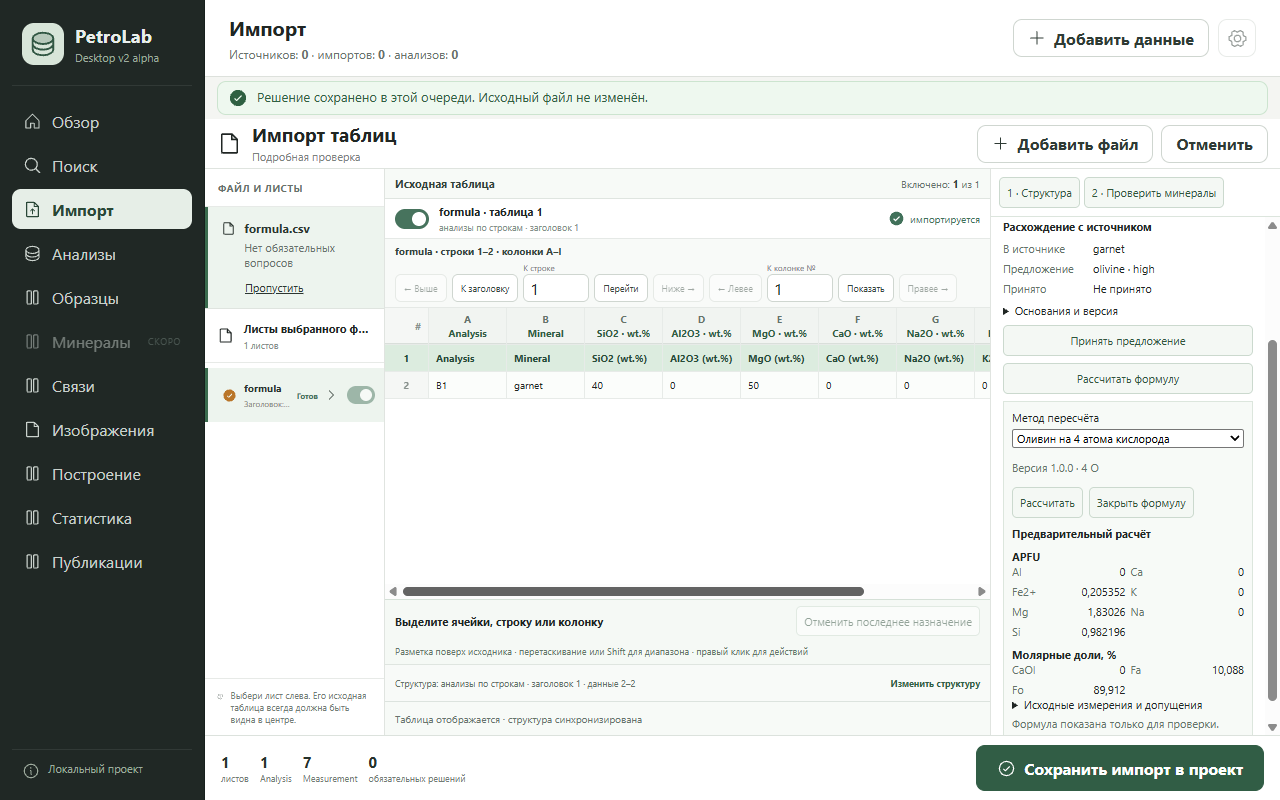 PetroLab
Desktop v2 alpha
Обзор
Поиск
Импорт
Анализы
Образцы
Минералы СКОРО
Связи
Изображения
Построение
Статистика
Публикации
Локальный проект
Импорт
Источников: 0 · импортов: 0 · анализов: 0
Добавить данные
Решение сохранено в этой очереди. Исходный файл не изменён.
Импорт таблиц
Подробная проверка
Добавить файл
Отменить
ФАЙЛ И ЛИСТЫ
formula.csv
Нет обязательных
вопросов
Пропустить
Листы выбранного ф...
1 листов
formula
Заголовок:...
Готов
Выбери лист слева. Его исходная
таблица всегда должна быть
видна в центре.
Исходная таблица
Включено: 1 из 1
formula · таблица 1
анализы по строкам · заголовок 1
импортируется
formula · строки 1–2 · колонки A–I
К строке
К колонке №
← Выше
К заголовку
1
Перейти
Ниже →
← Левее
1
Показать
Правее →
# A B C D E F G
Analysis Mineral SiO2 · wt.% Al2O3 · wt.% MgO · wt.% CaO · wt.% Na2O · wt.%
1 Analysis Mineral SiO2 (wt.%) Al2O3 (wt.%) MgO (wt.%) CaO (wt.%) Na2O (wt.%)
2 B1 garnet 40 0 50 0 0 0
Выделите ячейки, строку или колонку
Отменить последнее назначение
Разметка поверх исходника · перетаскивание или Shift для диапазона · правый клик для действий
Структура: анализы по строкам · заголовок 1 · данные 2–2
Изменить структуру
Таблица отображается · структура синхронизирована
1 · Структура
2 · Проверить минералы
Расхождение с источником
В источнике garnet
Предложение olivine · high
Принято Не принято
Основания и версия
Принять предложение
Рассчитать формулу
Метод пересчёта
Оливин на 4 атома кислорода
Версия 1.0.0 · 4 O
Рассчитать
Закрыть формулу
Предварительный расчёт
APFU
Al 0 Ca 0
Fe2+ 0,205352 K 0
Mg 1,83026 Na 0
Si 0,982196
Молярные доли, %
CaOl 0 Fa 10,088
Fo 89,912
Исходные измерения и допущения
Формула показана только для проверки.
1 1 7 0
листов Analysis Measurement обязательных решений
Сохранить импорт в проект